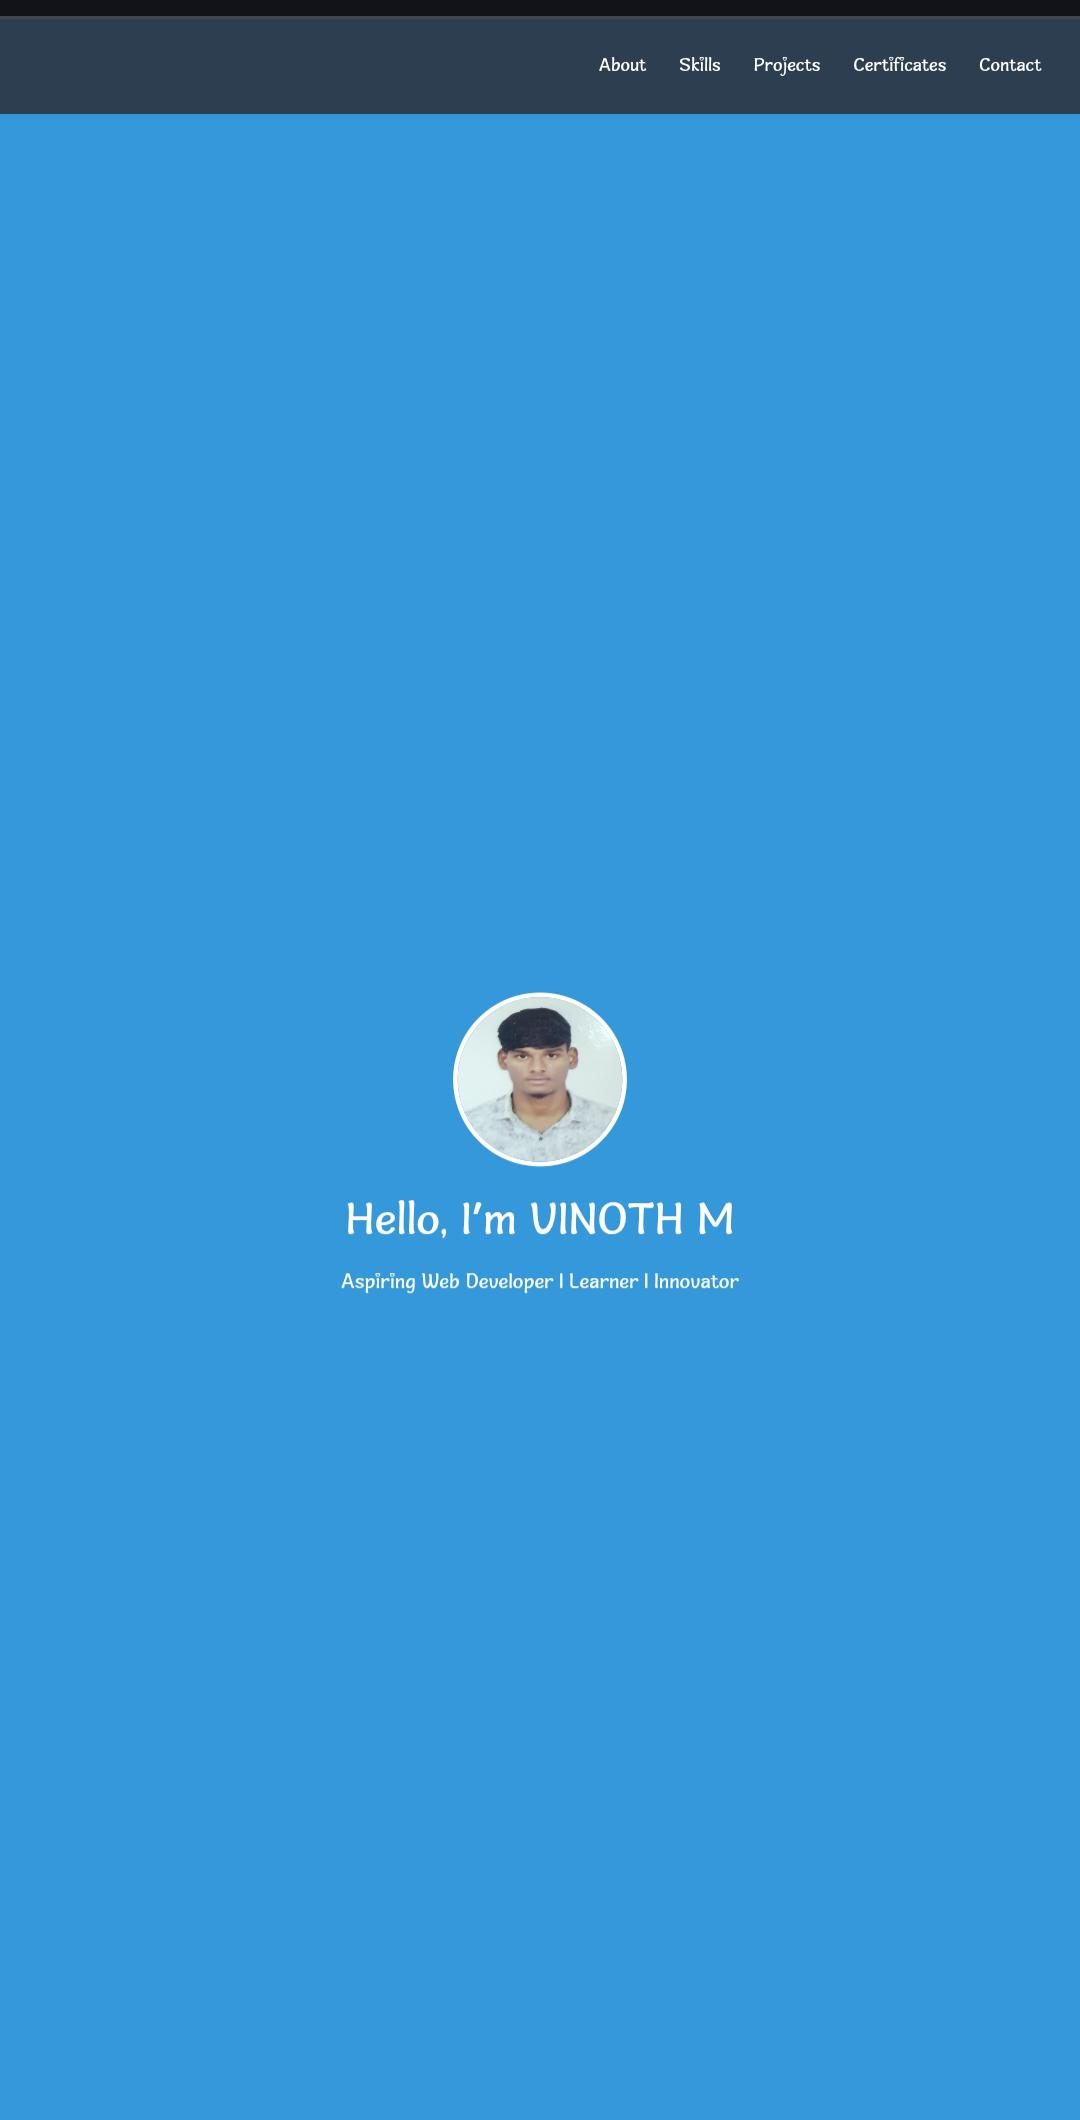 About Skills Projects Certificates Contact
Hello, I'm VINOTH M
Aspiring Web Developer | Learner | Innovator